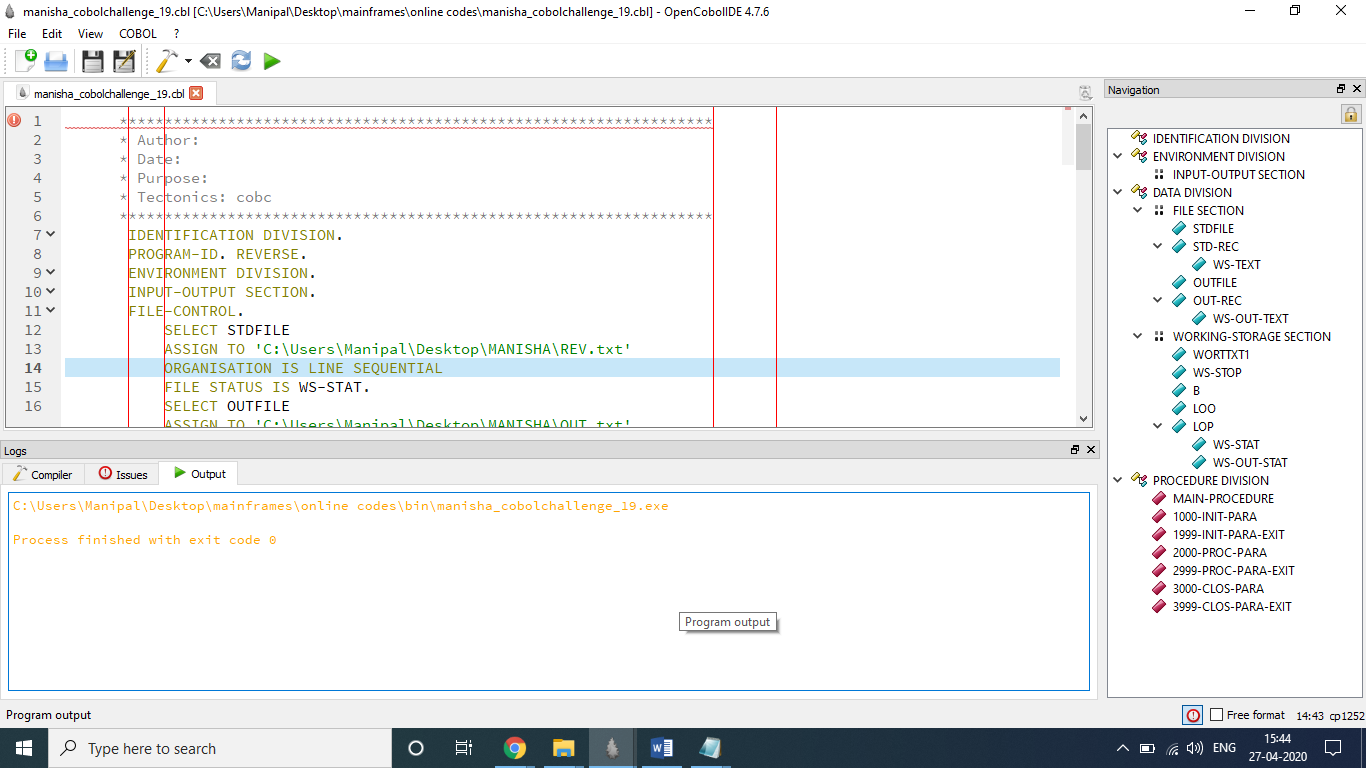 manisha_cobolchallenge_19.cbl [C:\Users\Manipal\Desktop\mainframes\online codes\manisha_cobolchallenge_19.cbl] - OpenCobolIDE 4.7.6
File Edit View COBOL ?
manisha_cobolchallenge_19.cbl
1 ******************************************************************
2 * Author:
3 * Date:
4 * Purpose:
5 * Tectonics: cobc
6 ******************************************************************
7 IDENTIFICATION DIVISION.
8 PROGRAM-ID. REVERSE.
9 ENVIRONMENT DIVISION.
10 INPUT-OUTPUT SECTION.
11 FILE-CONTROL.
12 SELECT STDFILE
13 ASSIGN TO 'C:\Users\Manipal\Desktop\MANISHA\REV.txt'
14 ORGANISATION IS LINE SEQUENTIAL
15 FILE STATUS IS WS-STAT.
16 SELECT OUTFILE
ASSIGN TO 'C:\Users\Manipal\Desktop\MANISHA\OUT.txt'
Navigation
IDENTIFICATION DIVISION
ENVIRONMENT DIVISION
INPUT-OUTPUT SECTION
DATA DIVISION
FILE SECTION
STDFILE
STD-REC
WS-TEXT
OUTFILE
OUT-REC
WS-OUT-TEXT
WORKING-STORAGE SECTION
WORTTXT1
WS-STOP
B
LOO
LOP
WS-STAT
WS-OUT-STAT
PROCEDURE DIVISION
MAIN-PROCEDURE
1000-INIT-PARA
1999-INIT-PARA-EXIT
2000-PROC-PARA
2999-PROC-PARA-EXIT
3000-CLOS-PARA
3999-CLOS-PARA-EXIT
Logs
Compiler Issues Output
C:\Users\Manipal\Desktop\mainframes\online codes\bin\manisha_cobolchallenge_19.exe
Process finished with exit code 0
Program output
Program output
Free format 14:43 cp1252
Type here to search
ENG
15:44
27-04-2020